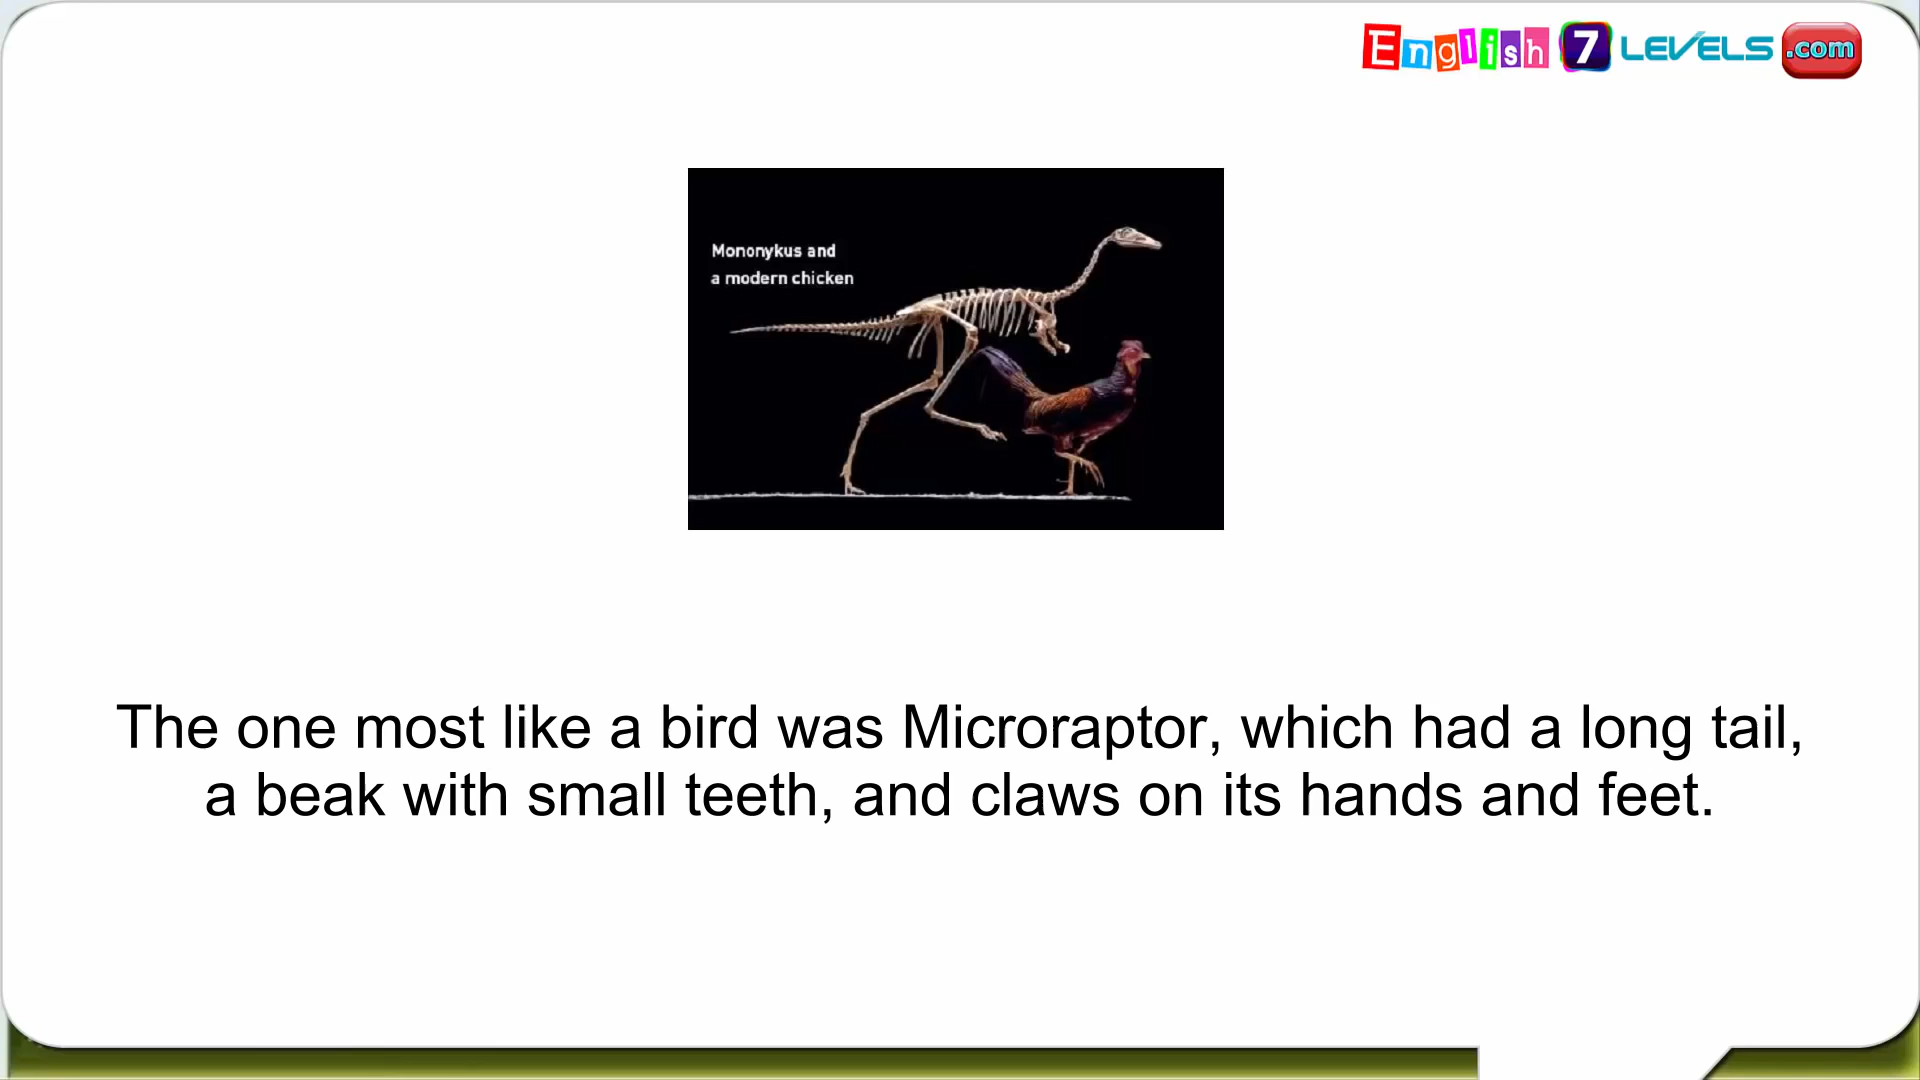 English 7 LEVELS .com
Mononykus and
a modern chicken
The one most like a bird was Microraptor, which had a long tail,
a beak with small teeth, and claws on its hands and feet.